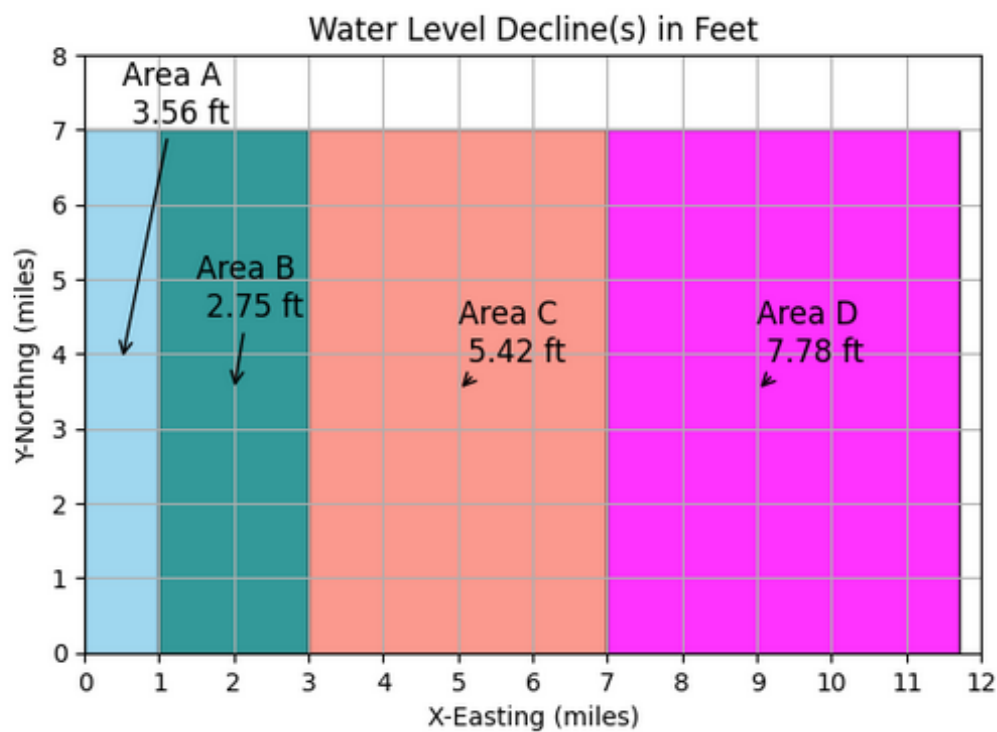 Water Level Decline(s) in Feet
8
7
6
5
4
3
2
1
0
Y-Northng (miles)
Area A
3.56 ft
Area B
2.75 ft
Area C
5.42 ft
Area D
7.78 ft
0 1 2 3 4 5 6 7 8 9 10 11 12
X-Easting (miles)